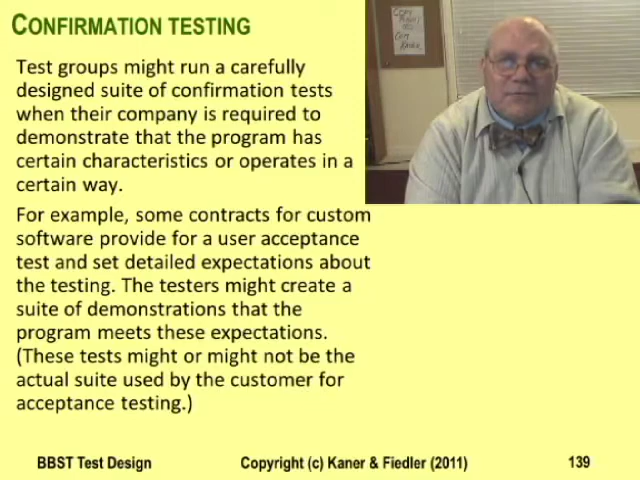 CONFIRMATION TESTING
Test groups might run a carefully
designed suite of confirmation tests
when their company is required to
demonstrate that the program has
certain characteristics or operates in a
certain way.
For example, some contracts for custom
software provide for a user acceptance
test and set detailed expectations about
the testing. The testers might create a
suite of demonstrations that the
program meets these expectations.
(These tests might or might not be the
actual suite used by the customer for
acceptance testing.)
BBST Test Design
Copyright (c) Kaner & Fiedler (2011)
139